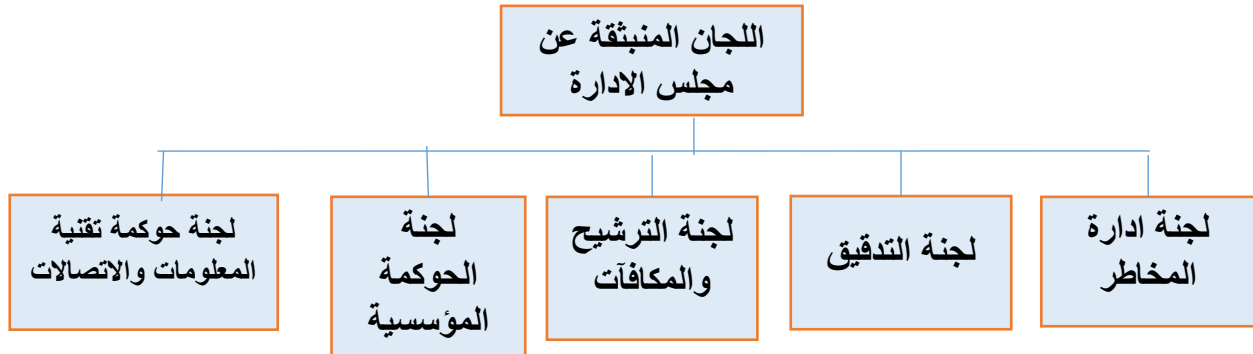 اللجان المنبثقة عن
مجلس الادارة
لجنة ادارة
المخاطر
لجنة التدقيق
لجنة الترشيح
والمكافآت
لجنة
الحوكمة
المؤسسية
لجنة حوكمة تقنية
المعلومات والاتصالات